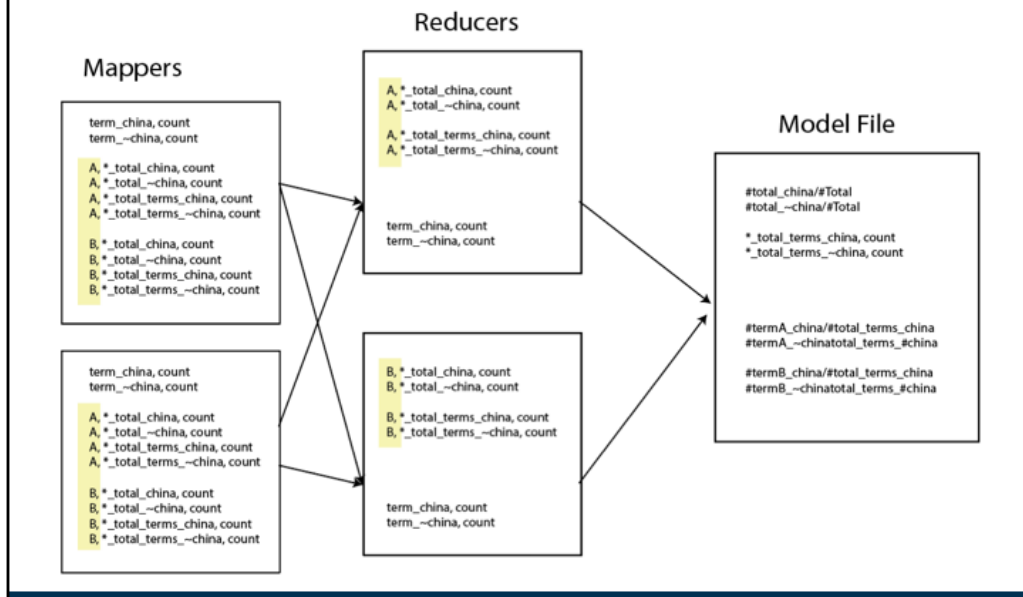 Reducers
Mappers
Model File
term_china, count
term_~china, count
A, *_total_china, count
A, *_total_~china, count
A, *_total_terms_china, count
A, *_total_terms_~china, count
B, *_total_china, count
B, *_total_~china, count
B, *_total_terms_china, count
B, *_total_terms_~china, count
term_china, count
term_~china, count
A, *_total_china, count
A, *_total_~china, count
A, *_total_terms_china, count
A, *_total_terms_~china, count
B, *_total_china, count
B, *_total_~china, count
B, *_total_terms_china, count
B, *_total_terms_~china, count
A, *_total_china, count
A, *_total_~china, count
A, *_total_terms_china, count
A, *_total_terms_~china, count
term_china, count
term_~china, count
B, *_total_china, count
B, *_total_~china, count
B, *_total_terms_china, count
B, *_total_terms_~china, count
term_china, count
term_~china, count
#total_china/#Total
#total_~china/#Total
*_total_terms_china, count
*_total_terms_~china, count
#termA_china/#total_terms_china
#termA_~chinatotal_terms_#china
#termB_china/#total_terms_china
#termB_~chinatotal_terms_#china